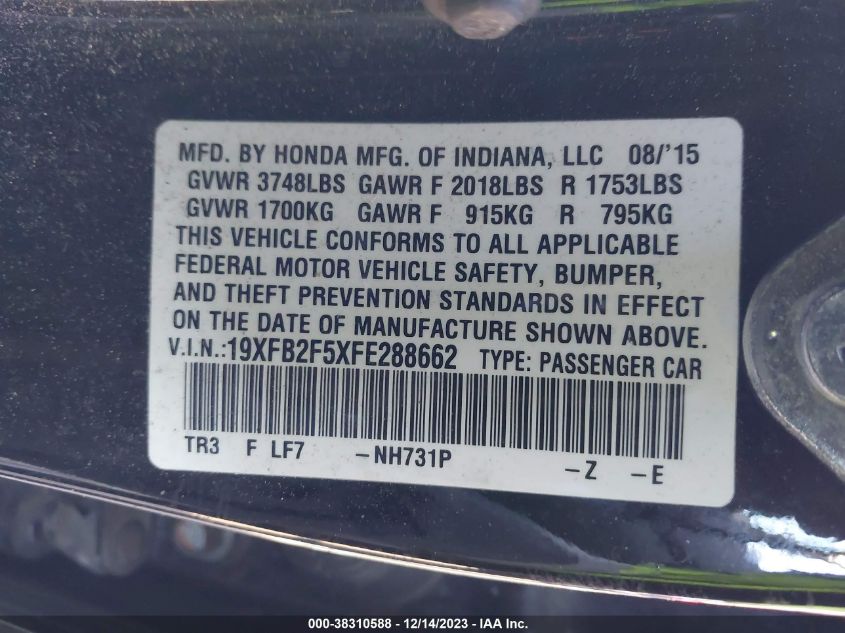 MFD. BY HONDA MFG. OF INDIANA, LLC 08/'15
GVWR 3748LBS GAWR F 2018LBS R 1753LBS
GVWR 1700KG GAWR F 915KG R 795KG
THIS VEHICLE CONFORMS TO ALL APPLICABLE
FEDERAL MOTOR VEHICLE SAFETY, BUMPER,
AND THEFT PREVENTION STANDARDS IN EFFECT
ON THE DATE OF MANUFACTURE SHOWN ABOVE.
V.I.N.:19XFB2F5XFE288662 TYPE: PASSENGER CAR
TR3 F LF7 -NH731P -Z -E
000-38310588 - 12/14/2023 - IAA Inc.